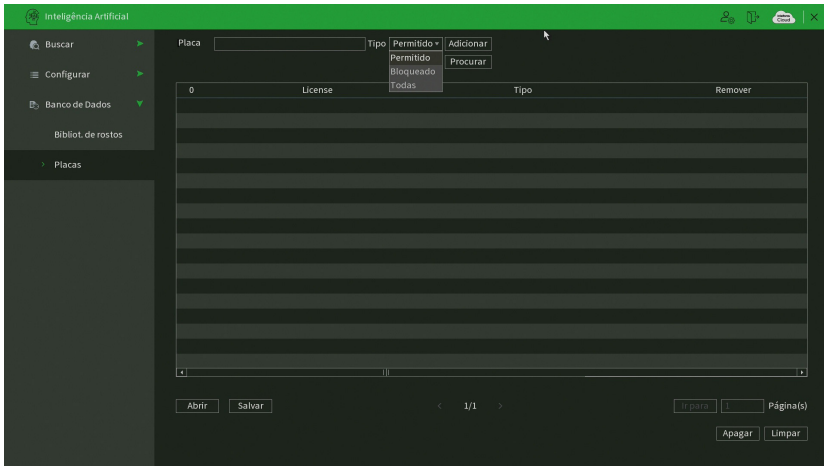 Inteligência Artificial
Cloud
Buscar
Configurar
Banco de Dados
Bibliot. de rostos
Placas
Placa
Tipo
Permitido
Adicionar
Permitido
Bloqueado
Todas
Procurar
0
License
Tipo
Remover
Abrir
Salvar
1/1
Ir para
1
Página(s)
Apagar
Limpar